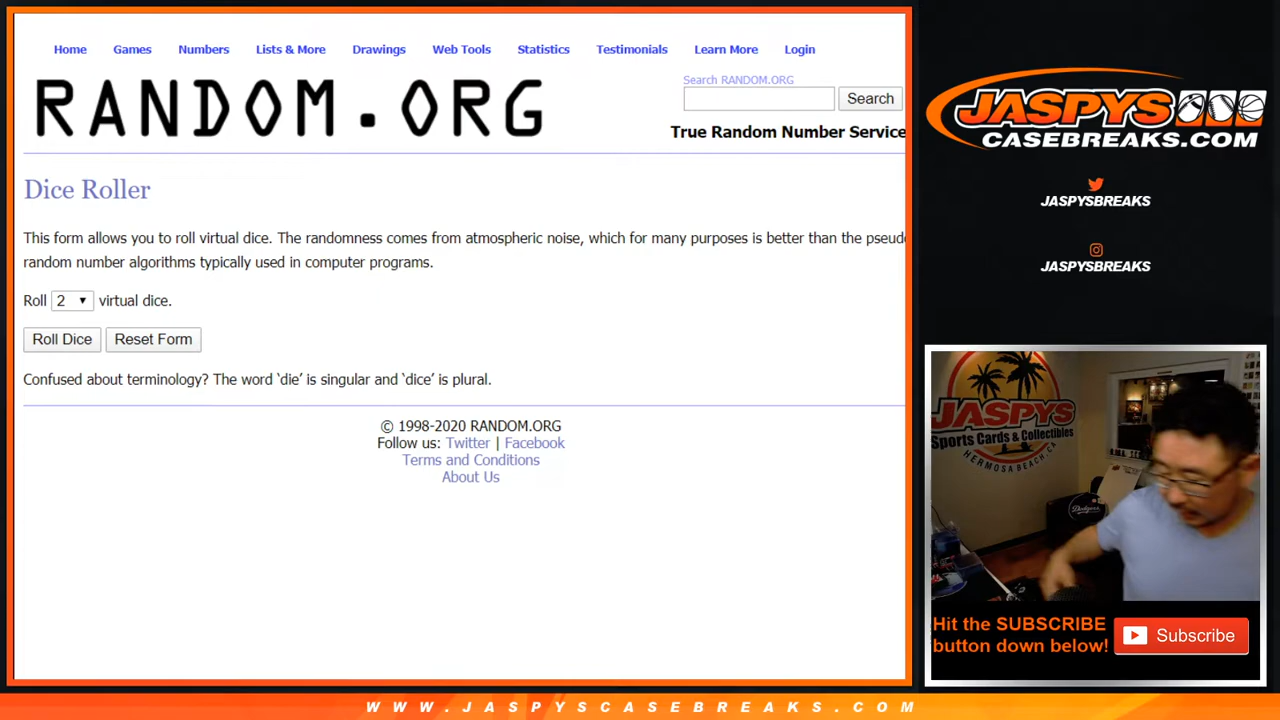 Home Games Numbers Lists & More Drawings Web Tools Statistics Testimonials Learn More Login
RANDOM.ORG
Search RANDOM.ORG
Search
True Random Number Service
Dice Roller
This form allows you to roll virtual dice. The randomness comes from atmospheric noise, which for many purposes is better than the pseudo
random number algorithms typically used in computer programs.
Roll 2 virtual dice.
Roll Dice Reset Form
Confused about terminology? The word ‘die’ is singular and ‘dice’ is plural.
© 1998-2020 RANDOM.ORG
Follow us: Twitter | Facebook
Terms and Conditions
About Us
JASPYS
CASEBREAKS.COM
JASPYSBREAKS
JASPYSBREAKS
JASPYS
Sports Cards & Collectibles
HERMOSA BEACH, CA
Dodgers
Hit the SUBSCRIBE
button down below!
Subscribe
WWW.JASPYSCASEBREAKS.COM